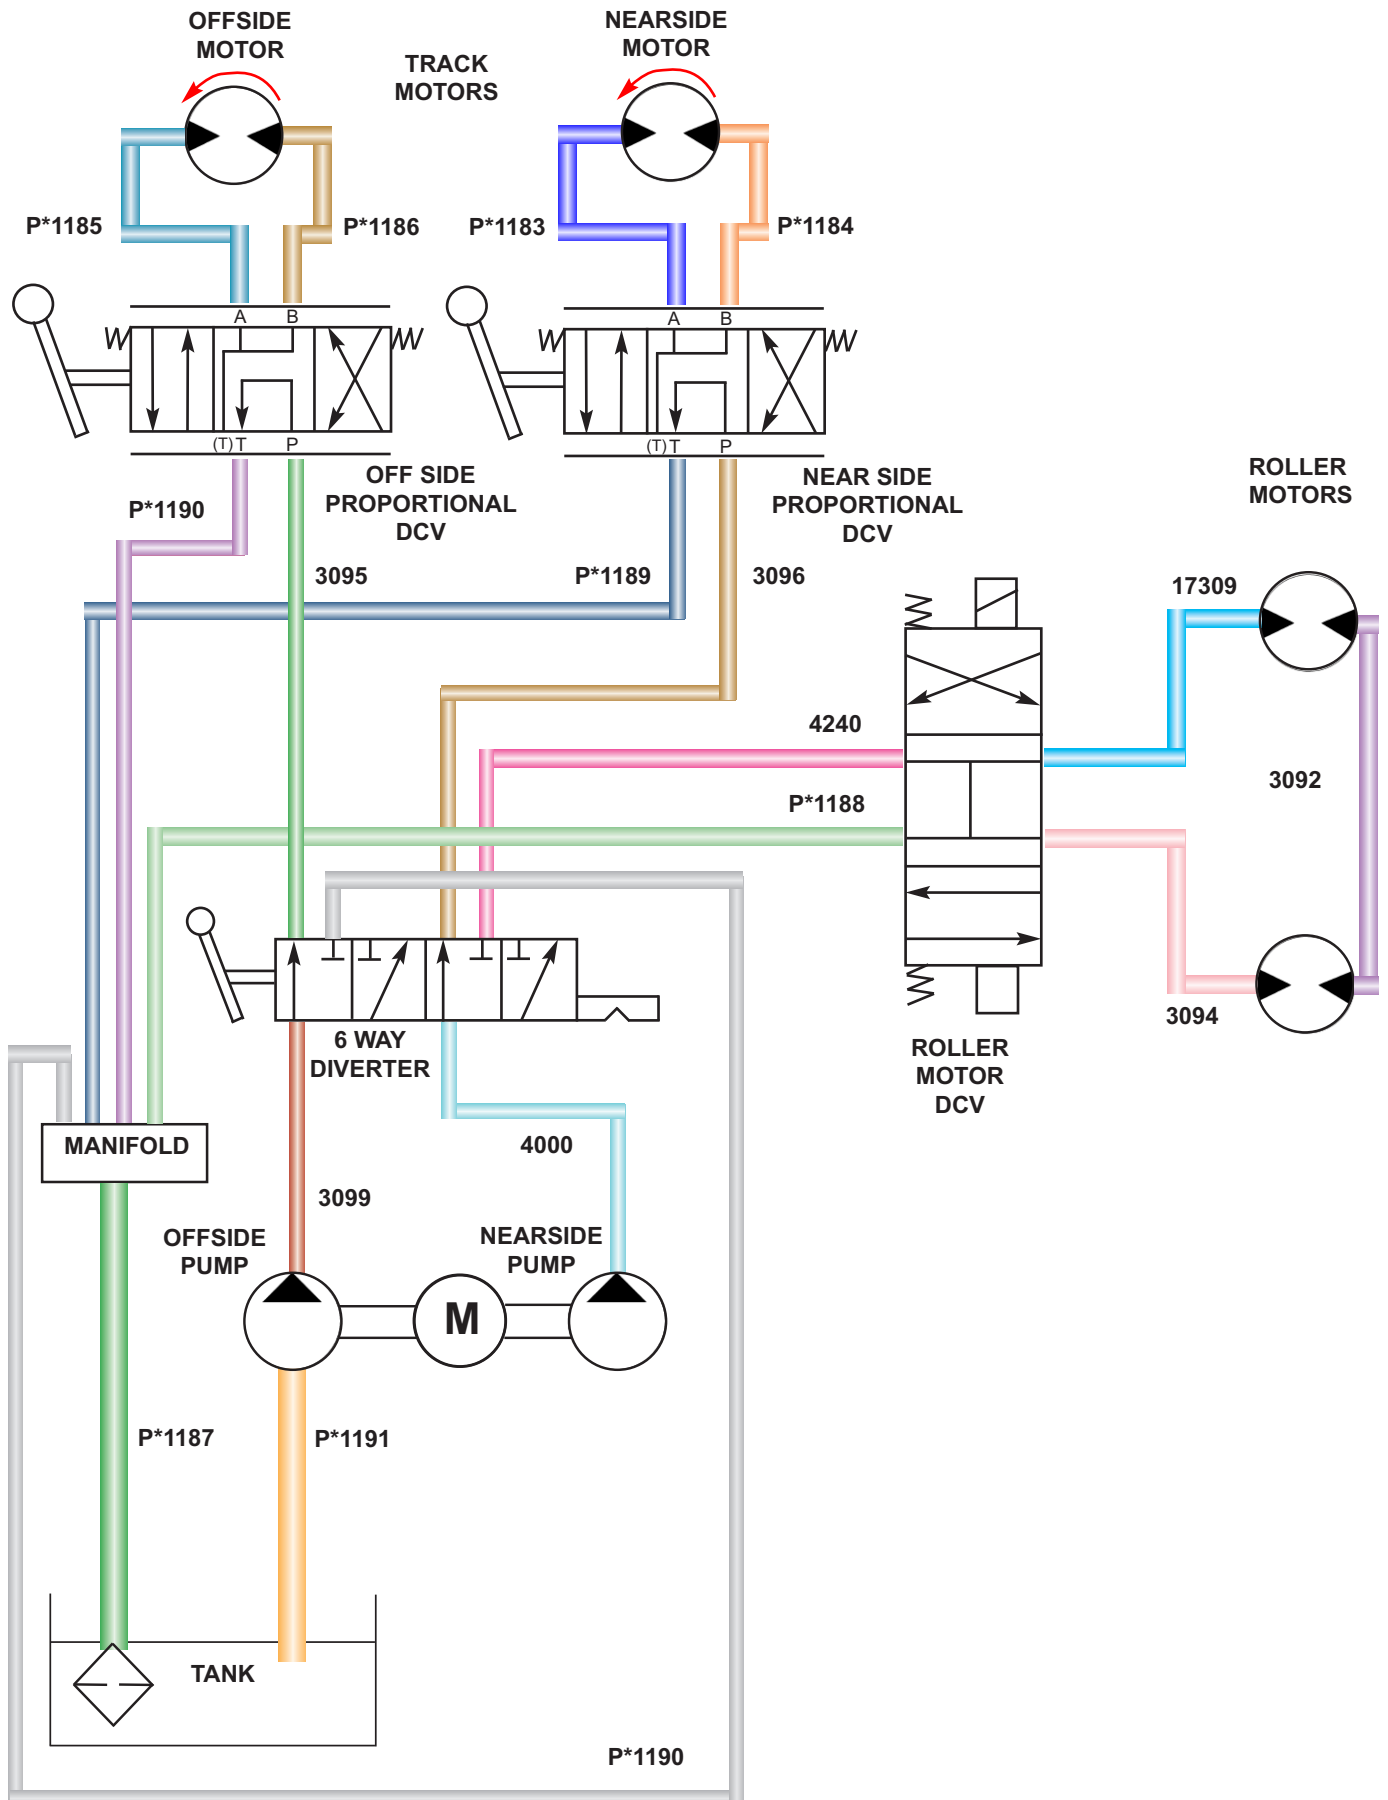 OFFSIDE
MOTOR
TRACK
MOTORS
NEARSIDE
MOTOR
P*1185
P*1186
P*1183
P*1184
A B
A B
(T) T P
(T) T P
OFF SIDE
PROPORTIONAL
DCV
NEAR SIDE
PROPORTIONAL
DCV
ROLLER
MOTORS
P*1190
3095
P*1189
3096
17309
4240
P*1188
3092
6 WAY
DIVERTER
3094
ROLLER
MOTOR
DCV
MANIFOLD
4000
3099
OFFSIDE
PUMP
NEARSIDE
PUMP
M
P*1187
P*1191
TANK
P*1190